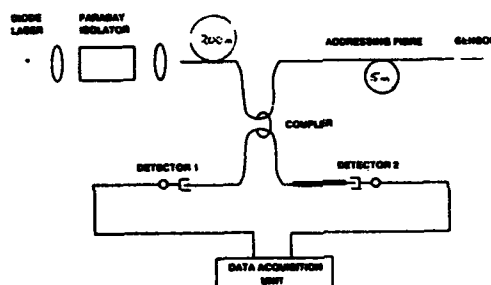 DIODE
LASER
FARADAY
ISOLATOR
200m
ADDRESSING FIBRE
SENSOR
5m
COUPLER
DETECTOR 1
DETECTOR 2
DATA ACQUISITION
UNIT